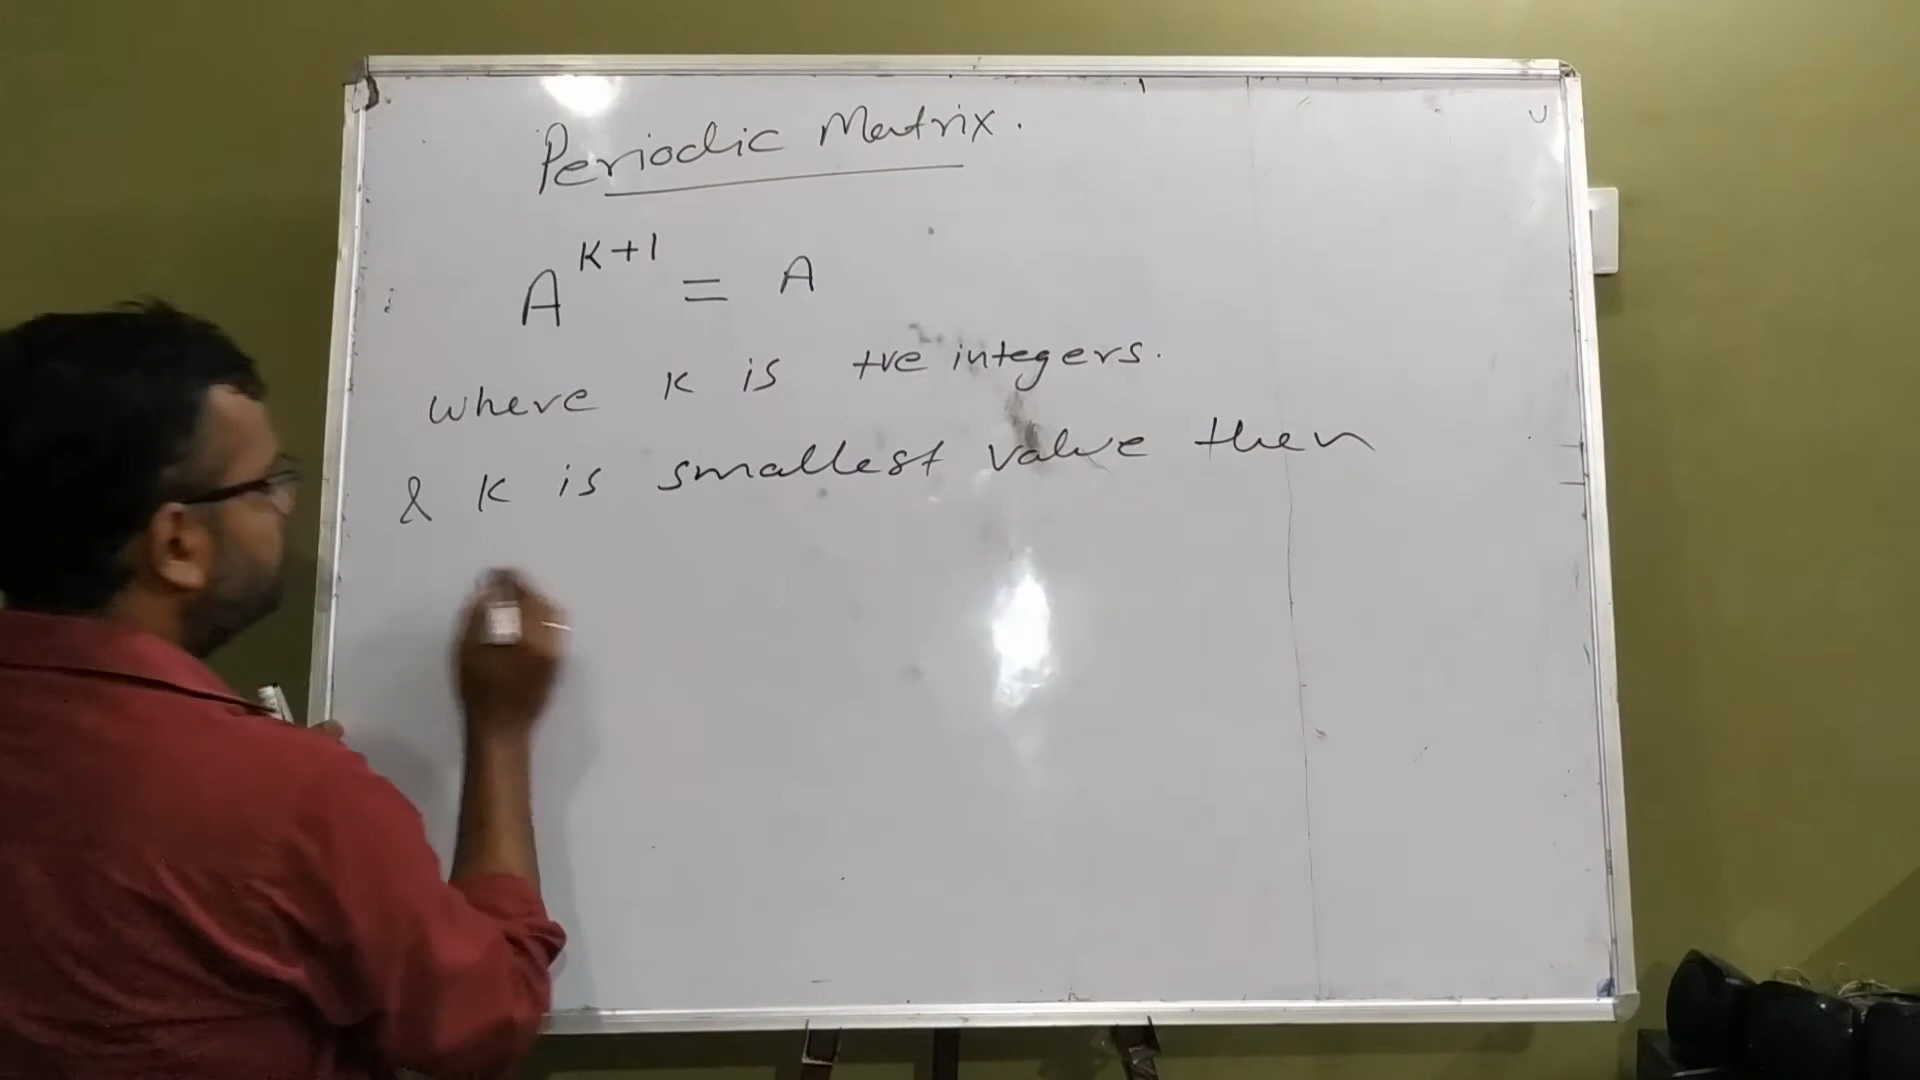 Periodic Matrix.
A^{K+1} = A
where K is +ve integers.
& K is smallest value then